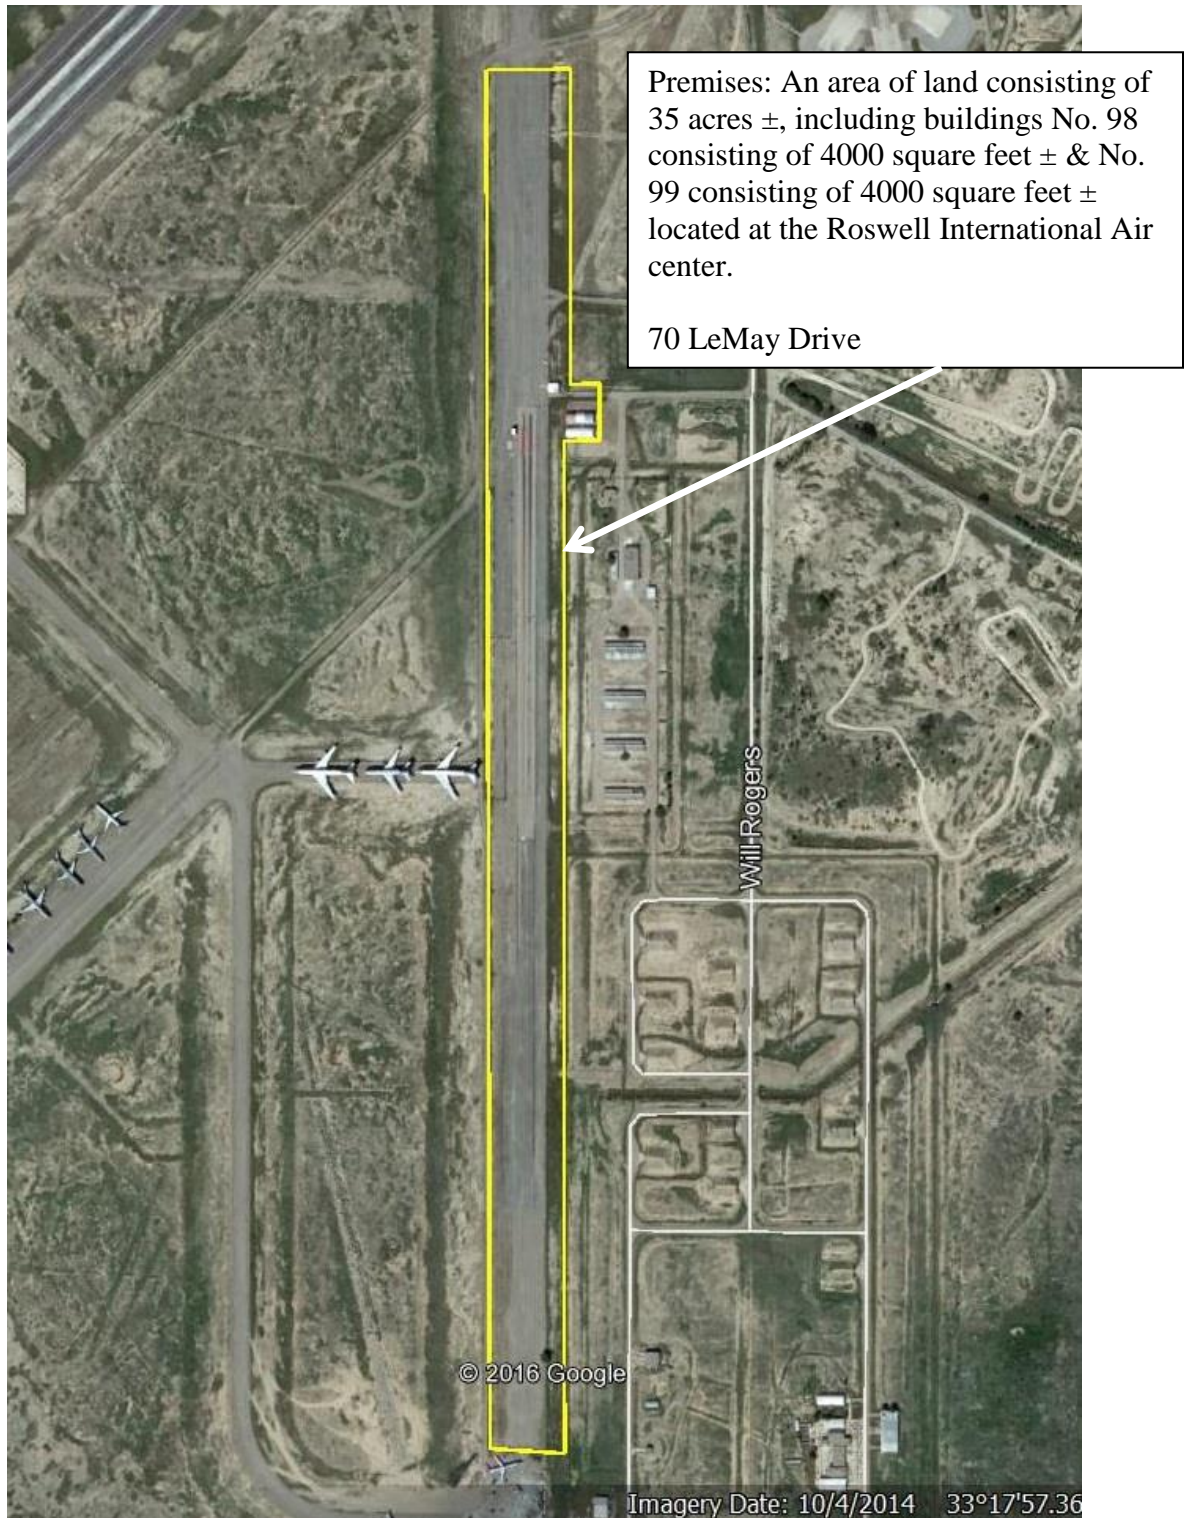 Premises: An area of land consisting of
35 acres ±, including buildings No. 98
consisting of 4000 square feet ± & No.
99 consisting of 4000 square feet ±
located at the Roswell International Air
center.
70 LeMay Drive
Will Rogers
© 2016 Google
Imagery Date: 10/4/2014 33°17'57.36